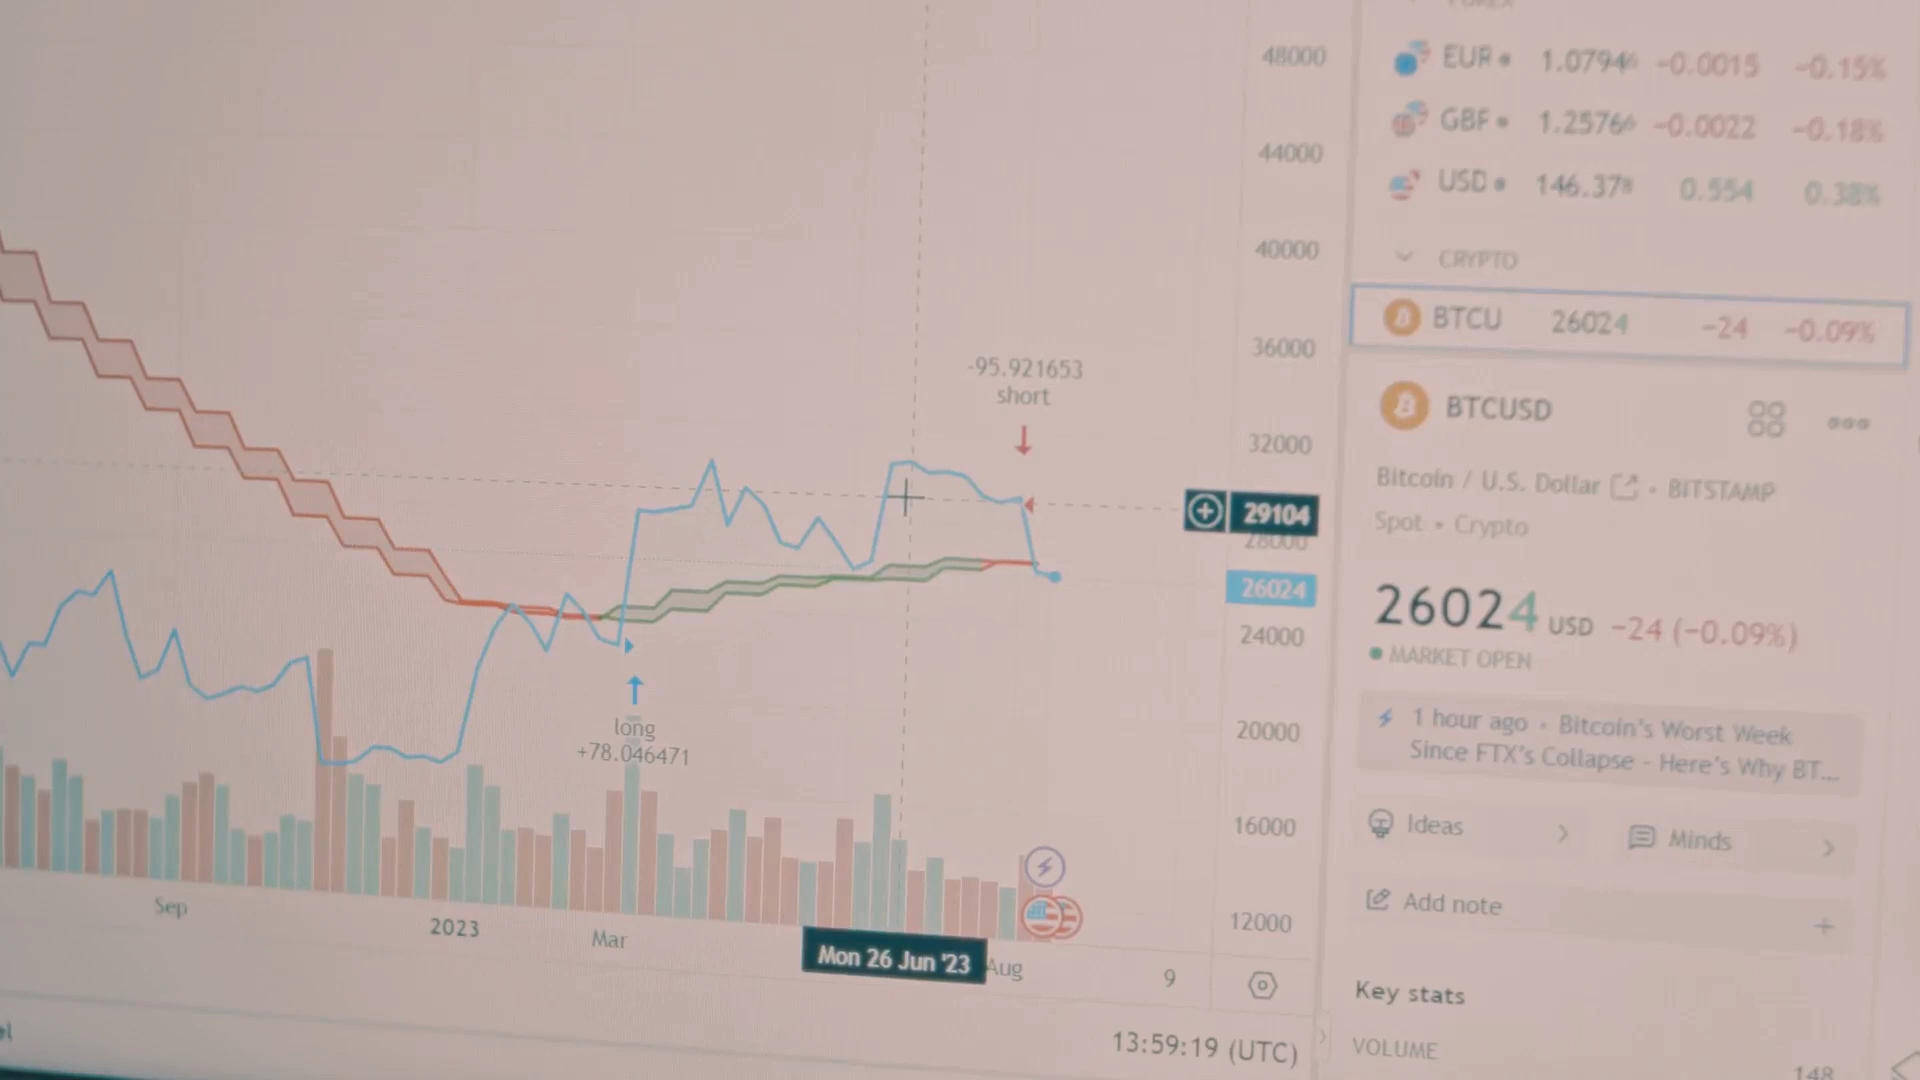 48000
44000
40000
36000
32000
29104
28000
26024
24000
20000
16000
12000
-95.921653
short
long
+78.046471
Sep
2023
Mar
Mon 26 Jun '23
Aug
9
13:59:19 (UTC)
EUR 1.07946 -0.0015 -0.15%
GBP 1.25766 -0.0022 -0.18%
USD 146.378 0.554 0.38%
CRYPTO
BTCU 26024 -24 -0.09%
BTCUSD
Bitcoin / U.S. Dollar • BITSTAMP
Spot • Crypto
26024 USD -24 (-0.09%)
MARKET OPEN
1 hour ago • Bitcoin's Worst Week
Since FTX's Collapse - Here's Why BT...
Ideas
Minds
Add note
Key stats
VOLUME